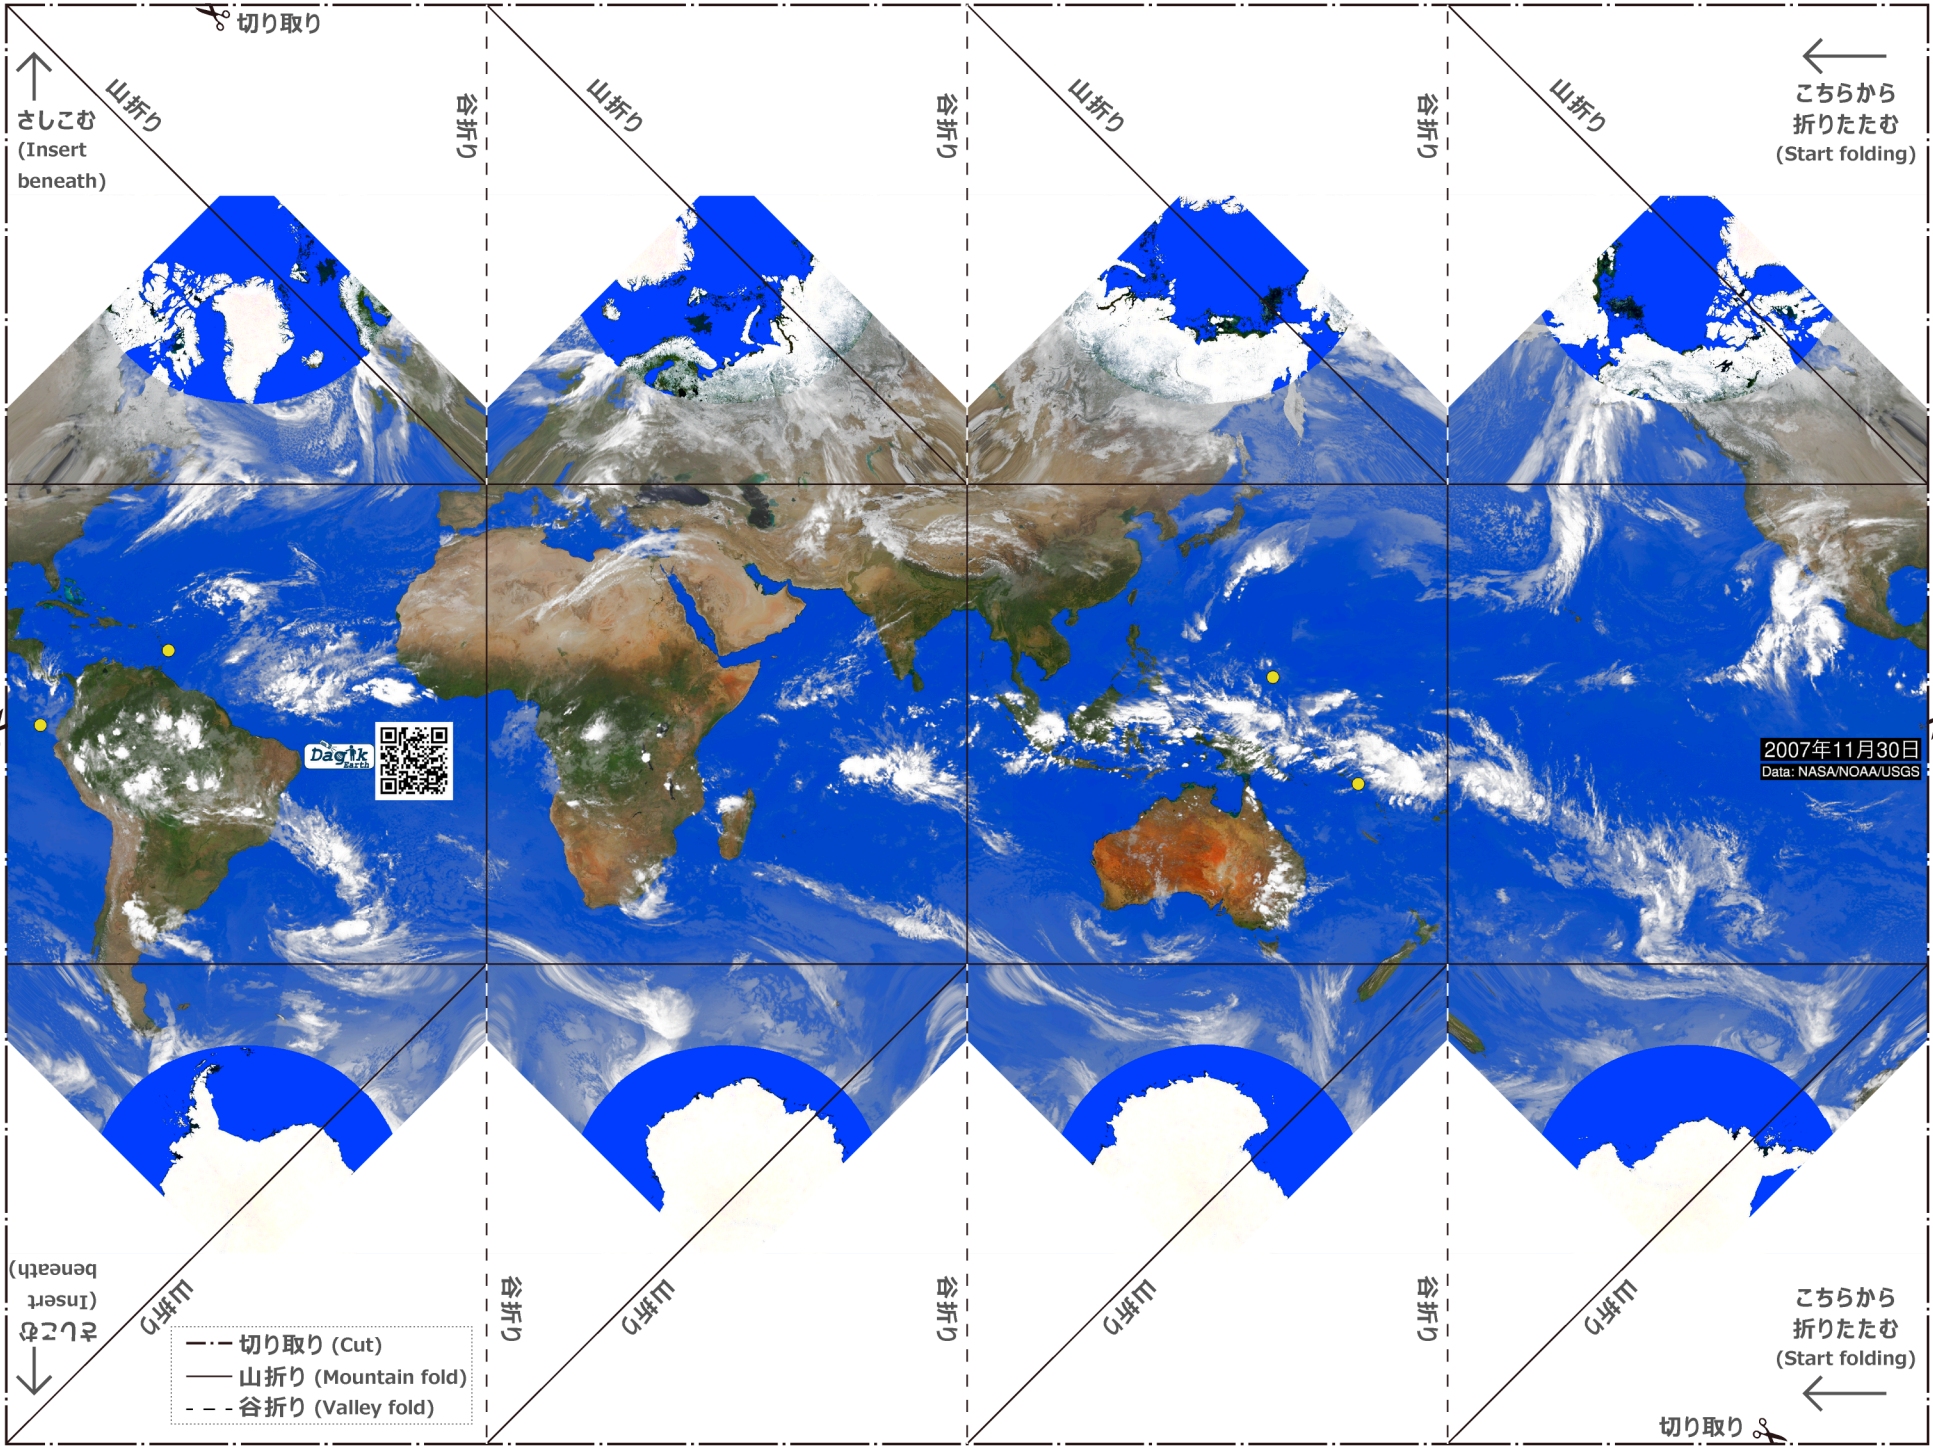 切り取り
さしこむ
(Insert
beneath)
山折り
谷折り
山折り
谷折り
山折り
谷折り
山折り
こちらから
折りたたむ
(Start folding)
Dagik
Earth
2007年11月30日
Data: NASA/NOAA/USGS
さしこむ
(Insert
beneath)
山折り
谷折り
山折り
谷折り
山折り
谷折り
山折り
こちらから
折りたたむ
(Start folding)
切り取り (Cut)
山折り (Mountain fold)
谷折り (Valley fold)
切り取り